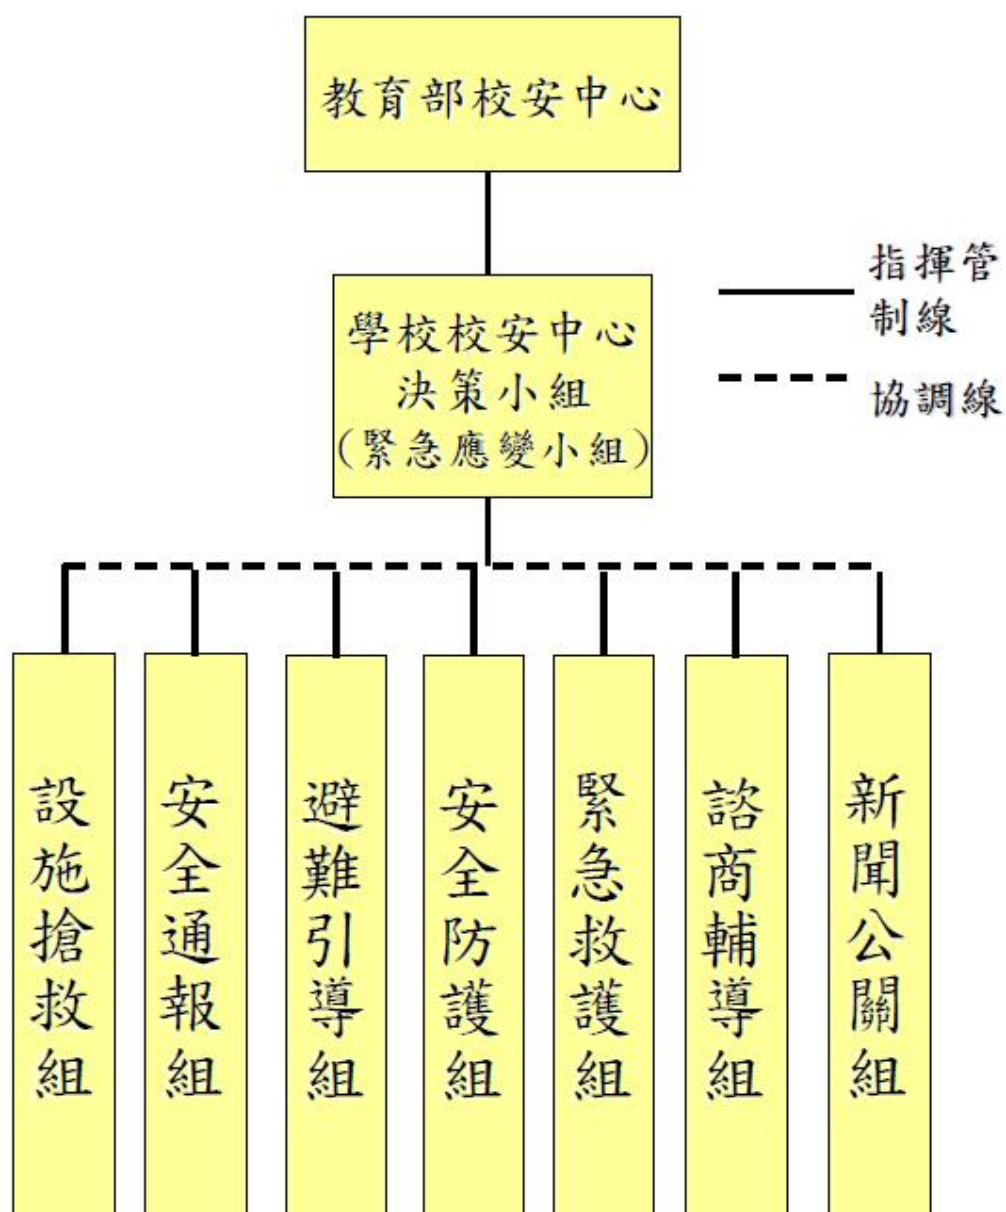 教育部校安中心
指揮管
制線
協調線
學校校安中心
決策小組
(緊急應變小組)
設施搶救組
安全通報組
避難引導組
安全防護組
緊急救護組
諮商輔導組
新聞公關組